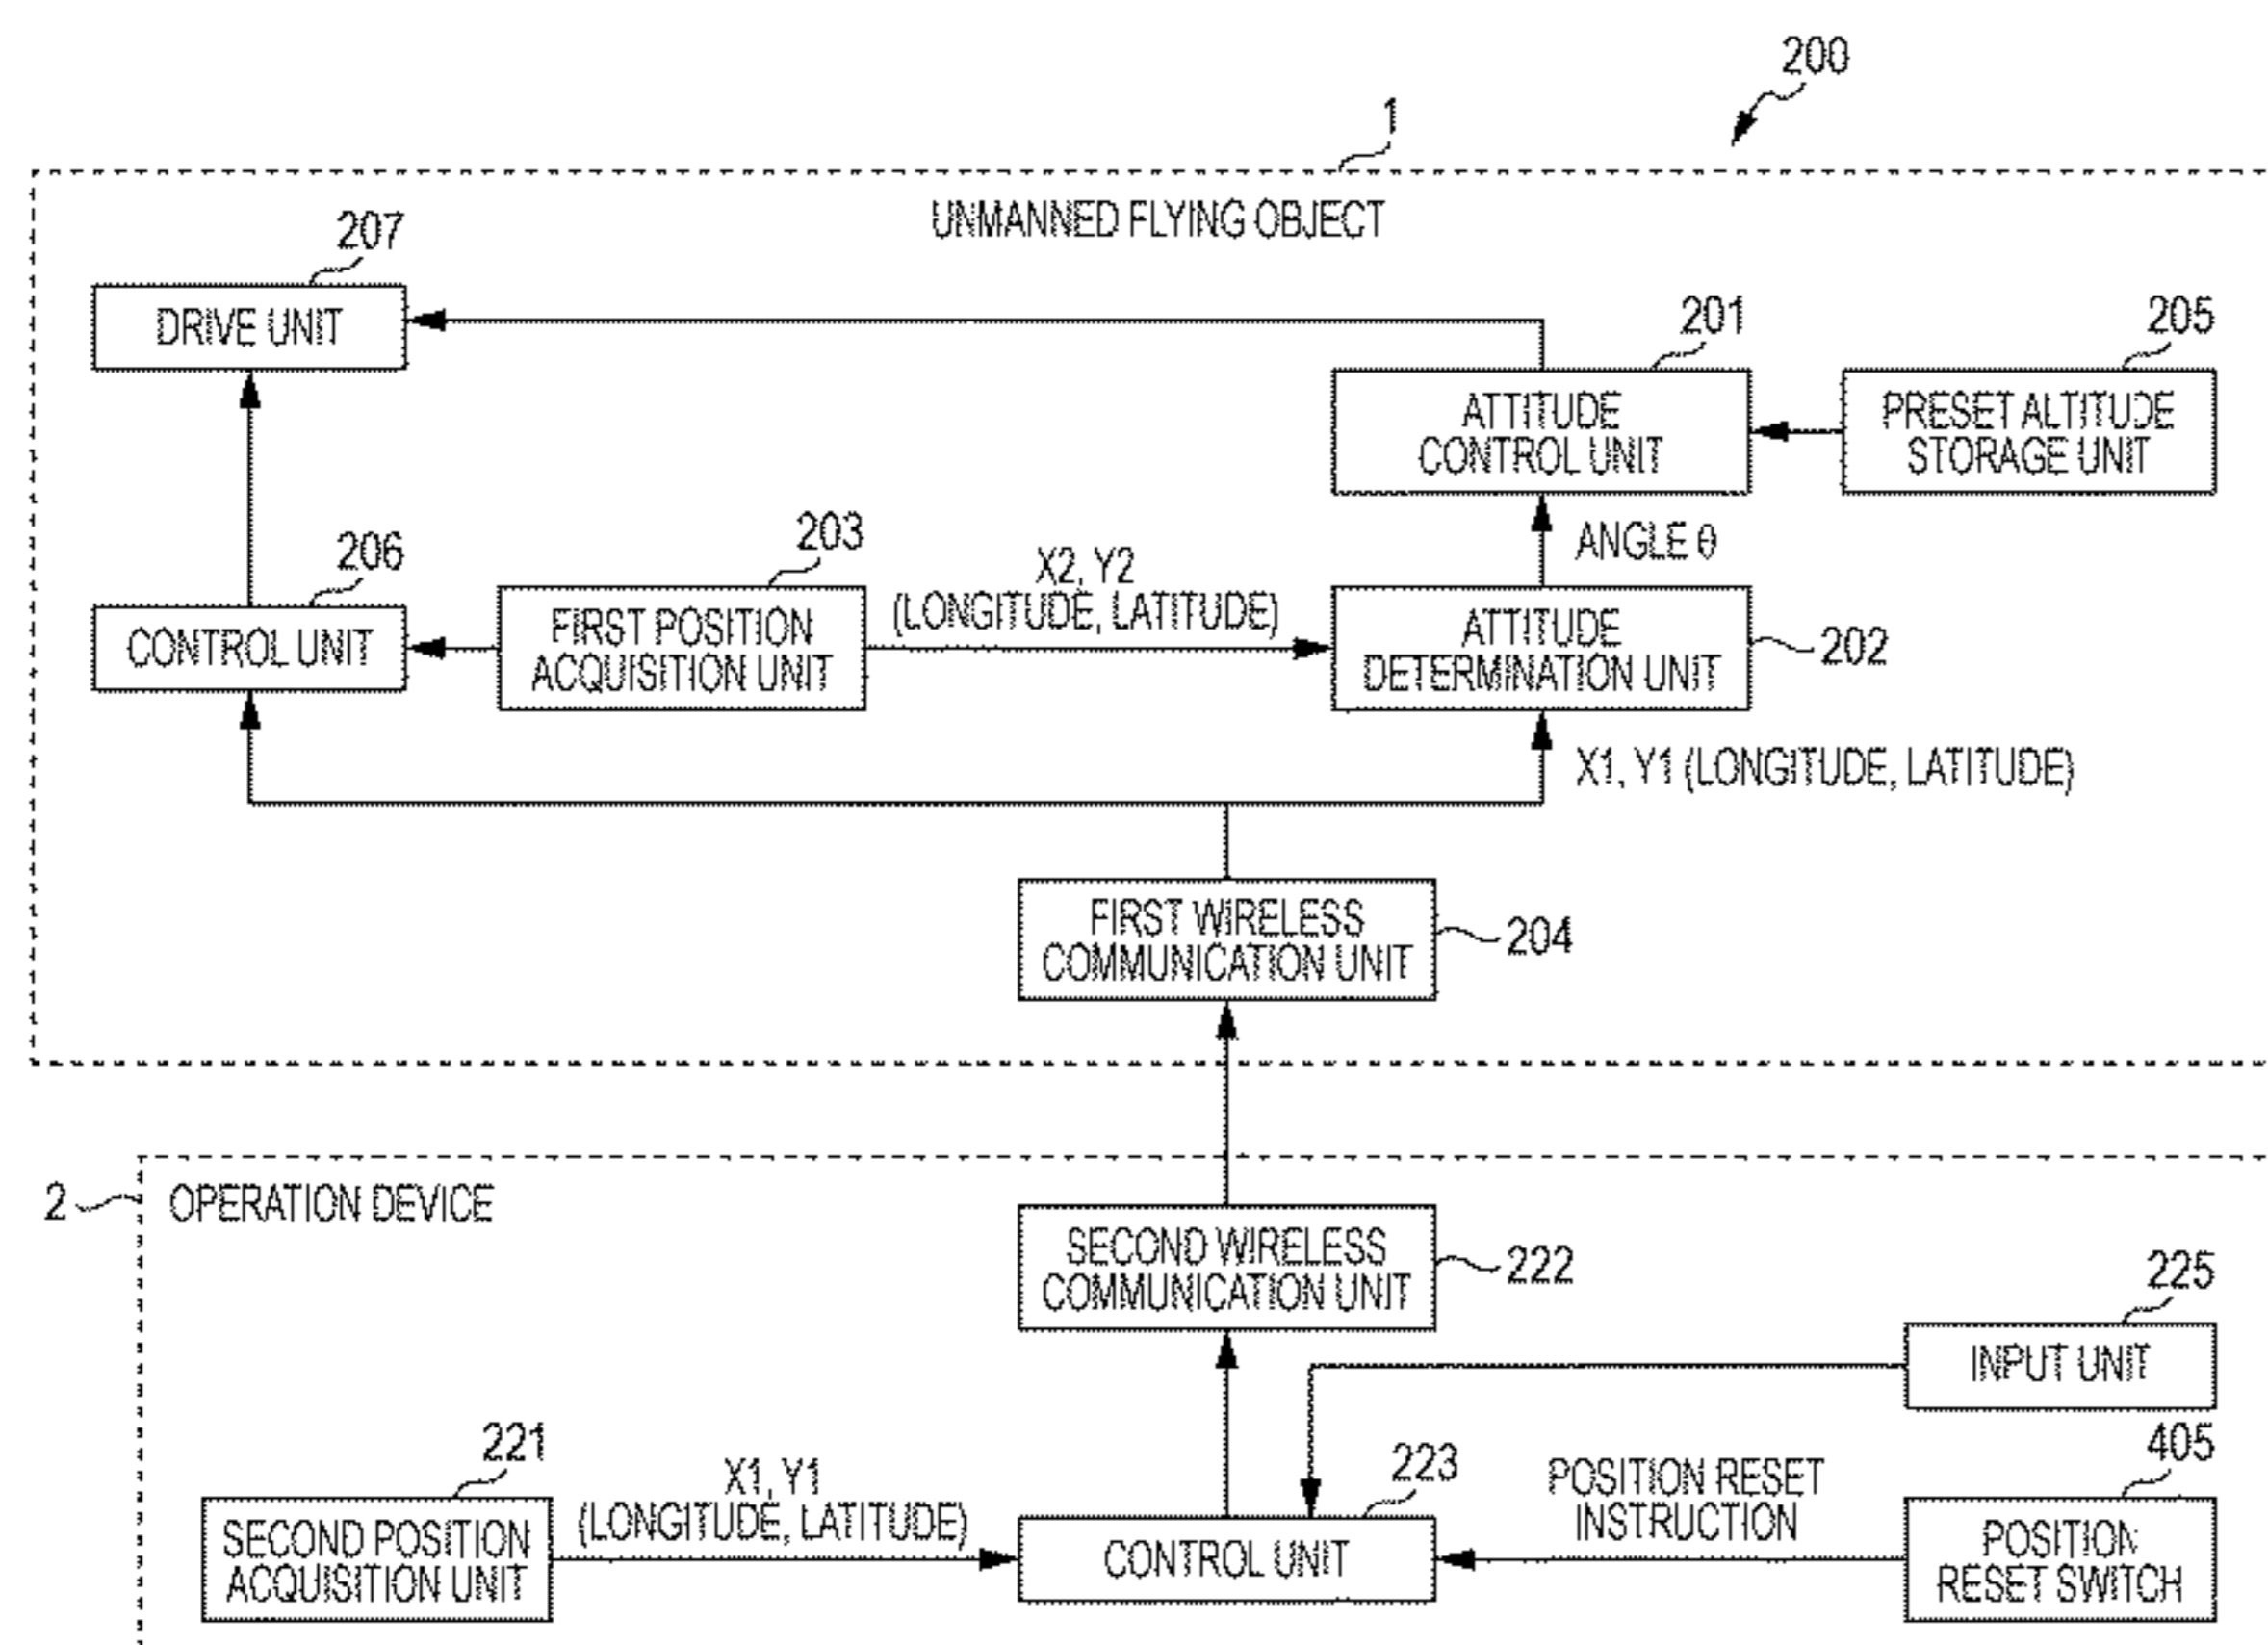 200
1
UNMANNED FLYING OBJECT
207
DRIVE UNIT
201
ATTITUDE
CONTROL UNIT
205
PRESET ALTITUDE
STORAGE UNIT
ANGLE θ
206
CONTROL UNIT
203
FIRST POSITION
ACQUISITION UNIT
X2, Y2
(LONGITUDE, LATITUDE)
ATTITUDE
DETERMINATION UNIT
202
X1, Y1 (LONGITUDE, LATITUDE)
FIRST WIRELESS
COMMUNICATION UNIT
204
2
OPERATION DEVICE
SECOND WIRELESS
COMMUNICATION UNIT
222
225
INPUT UNIT
221
SECOND POSITION
ACQUISITION UNIT
X1, Y1
(LONGITUDE, LATITUDE)
223
CONTROL UNIT
POSITION RESET
INSTRUCTION
405
POSITION
RESET SWITCH